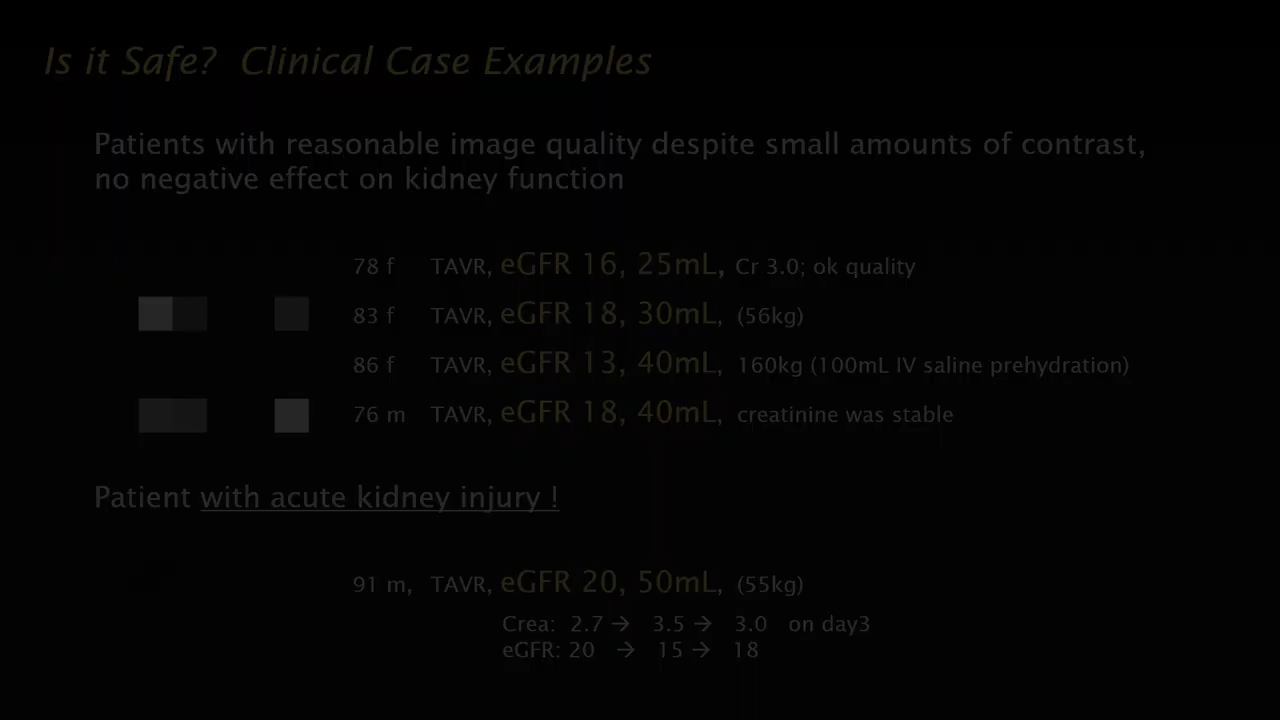 Is it Safe?  Clinical Case Examples
Patients with reasonable image quality despite small amounts of contrast,
no negative effect on kidney function
78 f TAVR, eGFR 16, 25mL, Cr 3.0; ok quality
83 f TAVR, eGFR 18, 30mL, (56kg)
86 f TAVR, eGFR 13, 40mL, 160kg (100mL IV saline prehydration)
76 m TAVR, eGFR 18, 40mL, creatinine was stable
Patient with acute kidney injury !
91 m, TAVR, eGFR 20, 50mL, (55kg)
Crea: 2.7 → 3.5 → 3.0 on day3
eGFR: 20 → 15 → 18